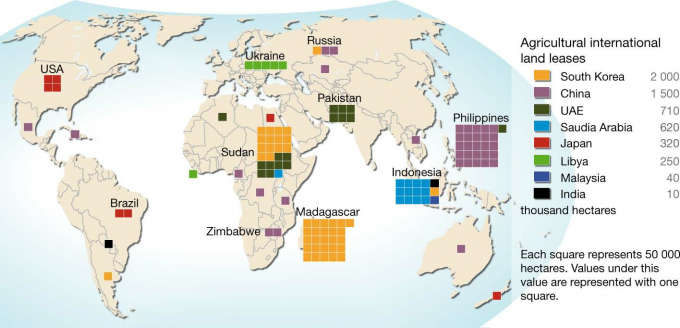 Russia
Ukraine
USA
Pakistan
Philippines
Sudan
Indonesia
Brazil
Madagascar
Zimbabwe
Agricultural international
land leases
South Korea 2 000
China 1 500
UAE 710
Saudia Arabia 620
Japan 320
Libya 250
Malaysia 40
India 10
thousand hectares
Each square represents 50 000
hectares. Values under this
value are represented with one
square.